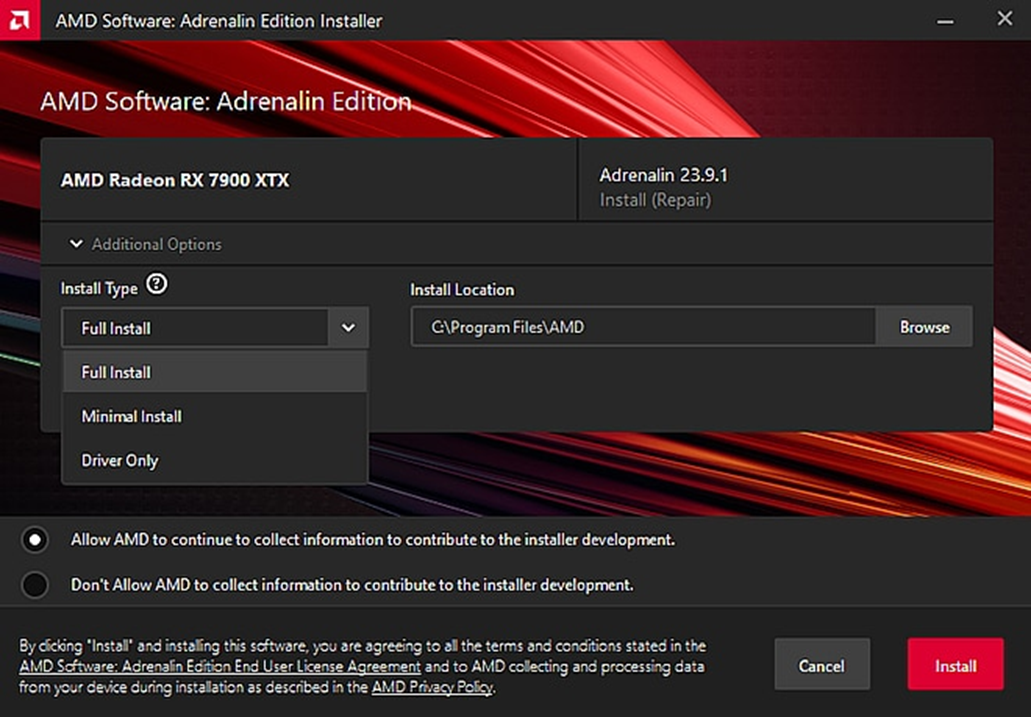 AMD Software: Adrenalin Edition Installer
AMD Software: Adrenalin Edition
AMD Radeon RX 7900 XTX
Adrenalin 23.9.1
Install (Repair)
Additional Options
Install Type
Install Location
Full Install
C:\Program Files\AMD
Browse
Full Install
Minimal Install
Driver Only
Allow AMD to continue to collect information to contribute to the installer development.
Don't Allow AMD to collect information to contribute to the installer development.
By clicking "Install" and installing this software, you are agreeing to all the terms and conditions stated in the
AMD Software: Adrenalin Edition End User License Agreement and to AMD collecting and processing data
from your device during installation as described in the AMD Privacy Policy.
Cancel
Install